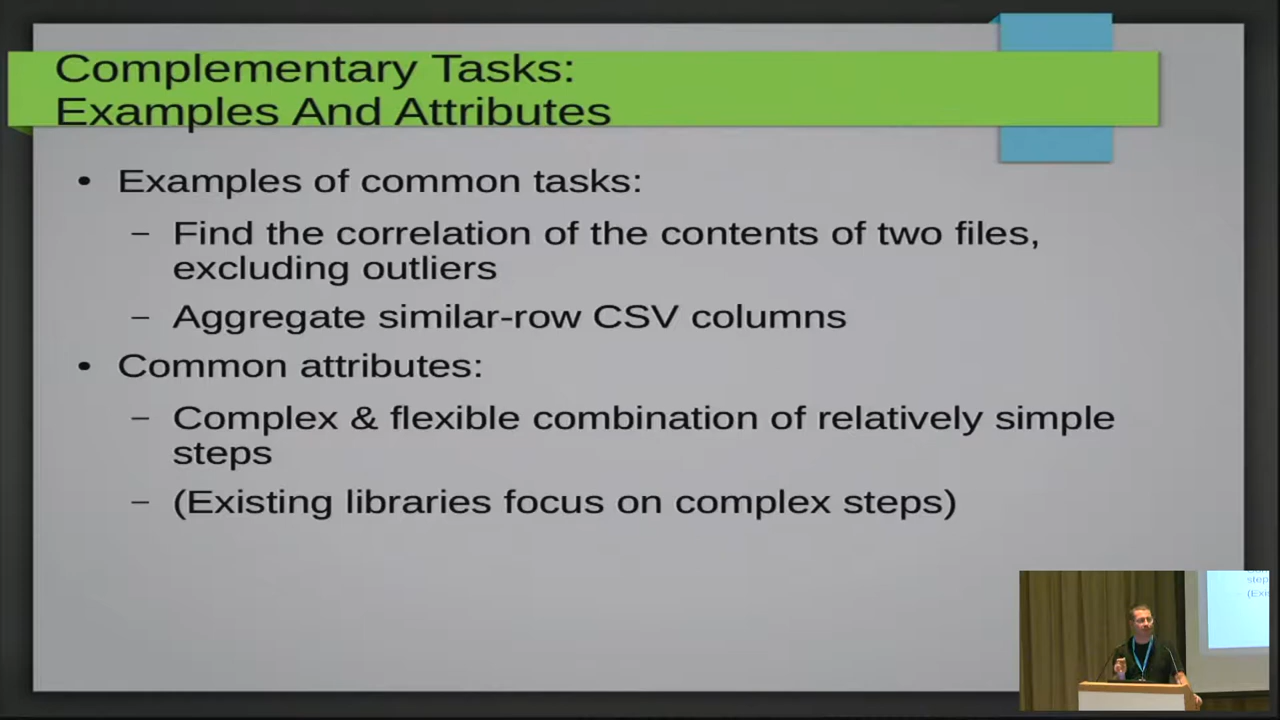 Complementary Tasks:
Examples And Attributes
• Examples of common tasks:
– Find the correlation of the contents of two files,
excluding outliers
– Aggregate similar-row CSV columns
• Common attributes:
– Complex & flexible combination of relatively simple
steps
– (Existing libraries focus on complex steps)
step
(Exis